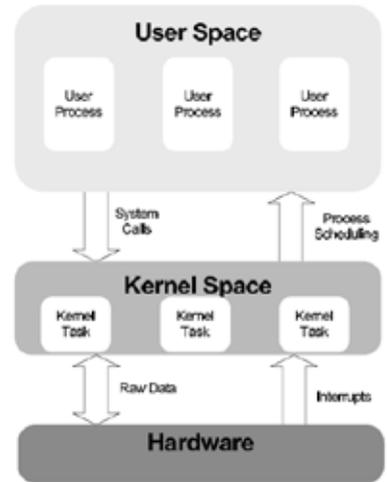 User Space
User
Process
User
Process
User
Process
System
Calls
Process
Scheduling
Kernel Space
Kernel
Task
Kernel
Task
Kernel
Task
Raw Data
Interrupts
Hardware